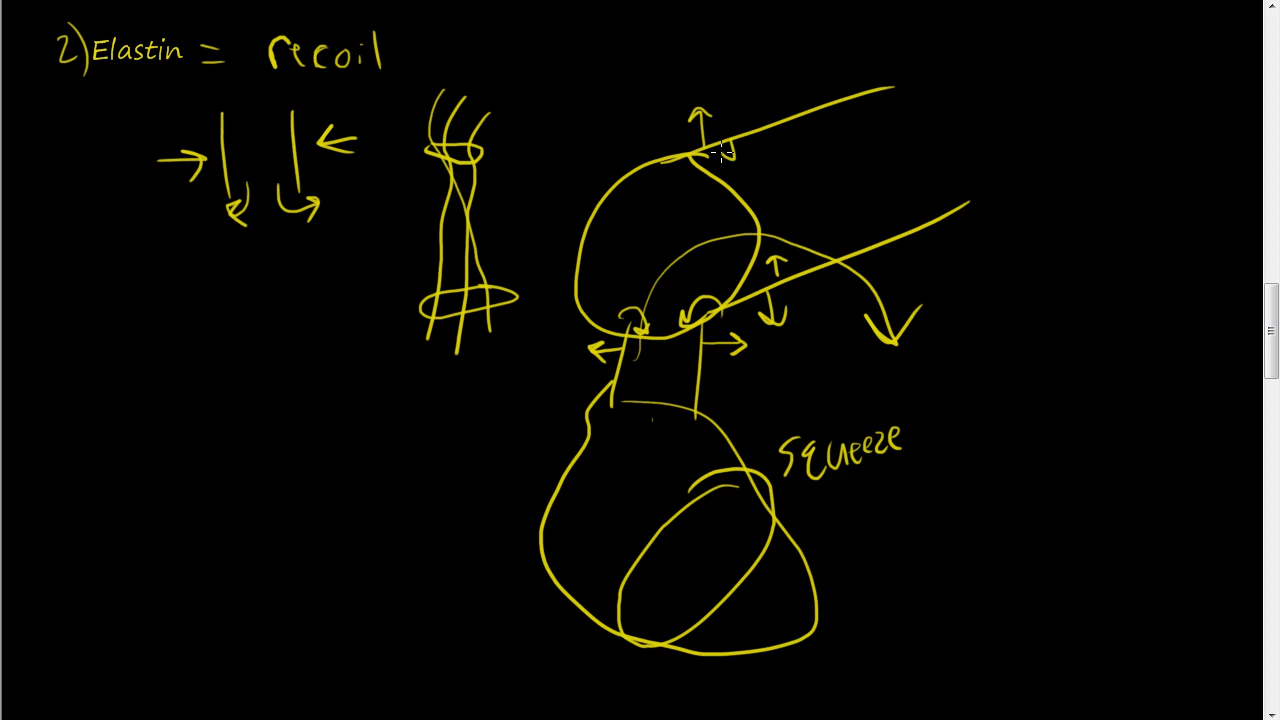 2) Elastin = recoil
squeeze